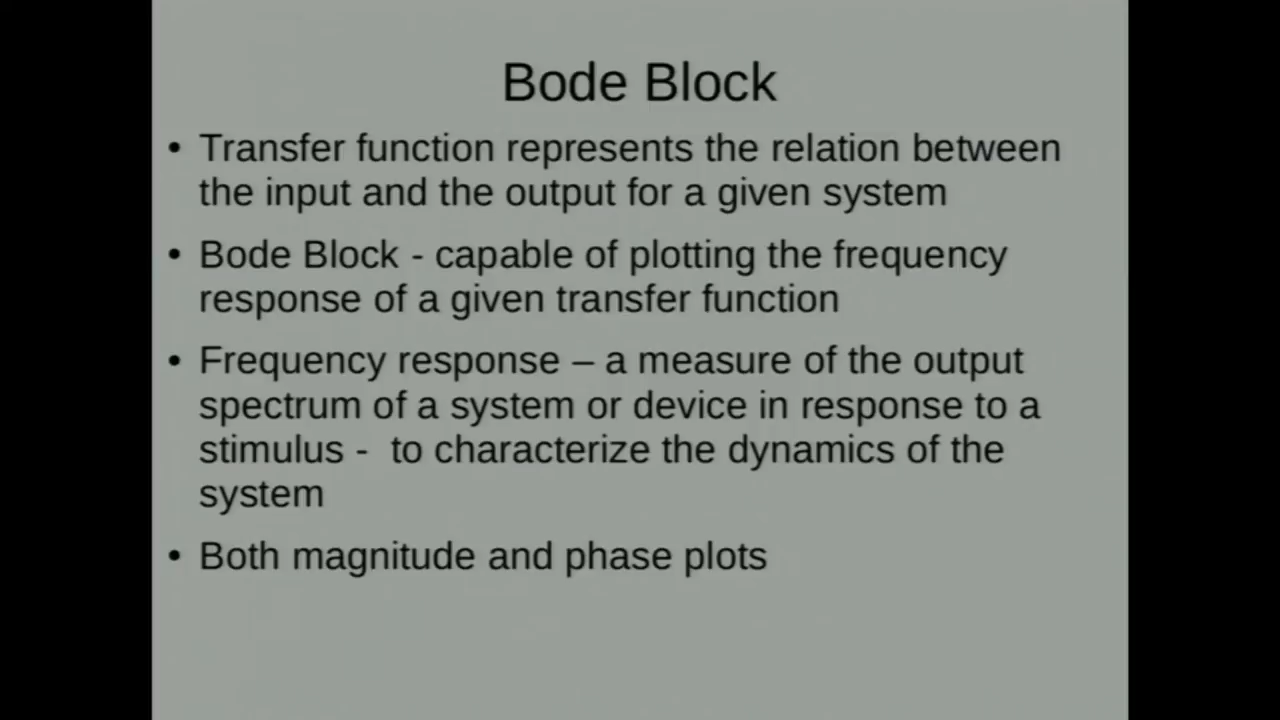 Bode Block
• Transfer function represents the relation between
the input and the output for a given system
• Bode Block - capable of plotting the frequency
response of a given transfer function
• Frequency response – a measure of the output
spectrum of a system or device in response to a
stimulus -  to characterize the dynamics of the
system
• Both magnitude and phase plots